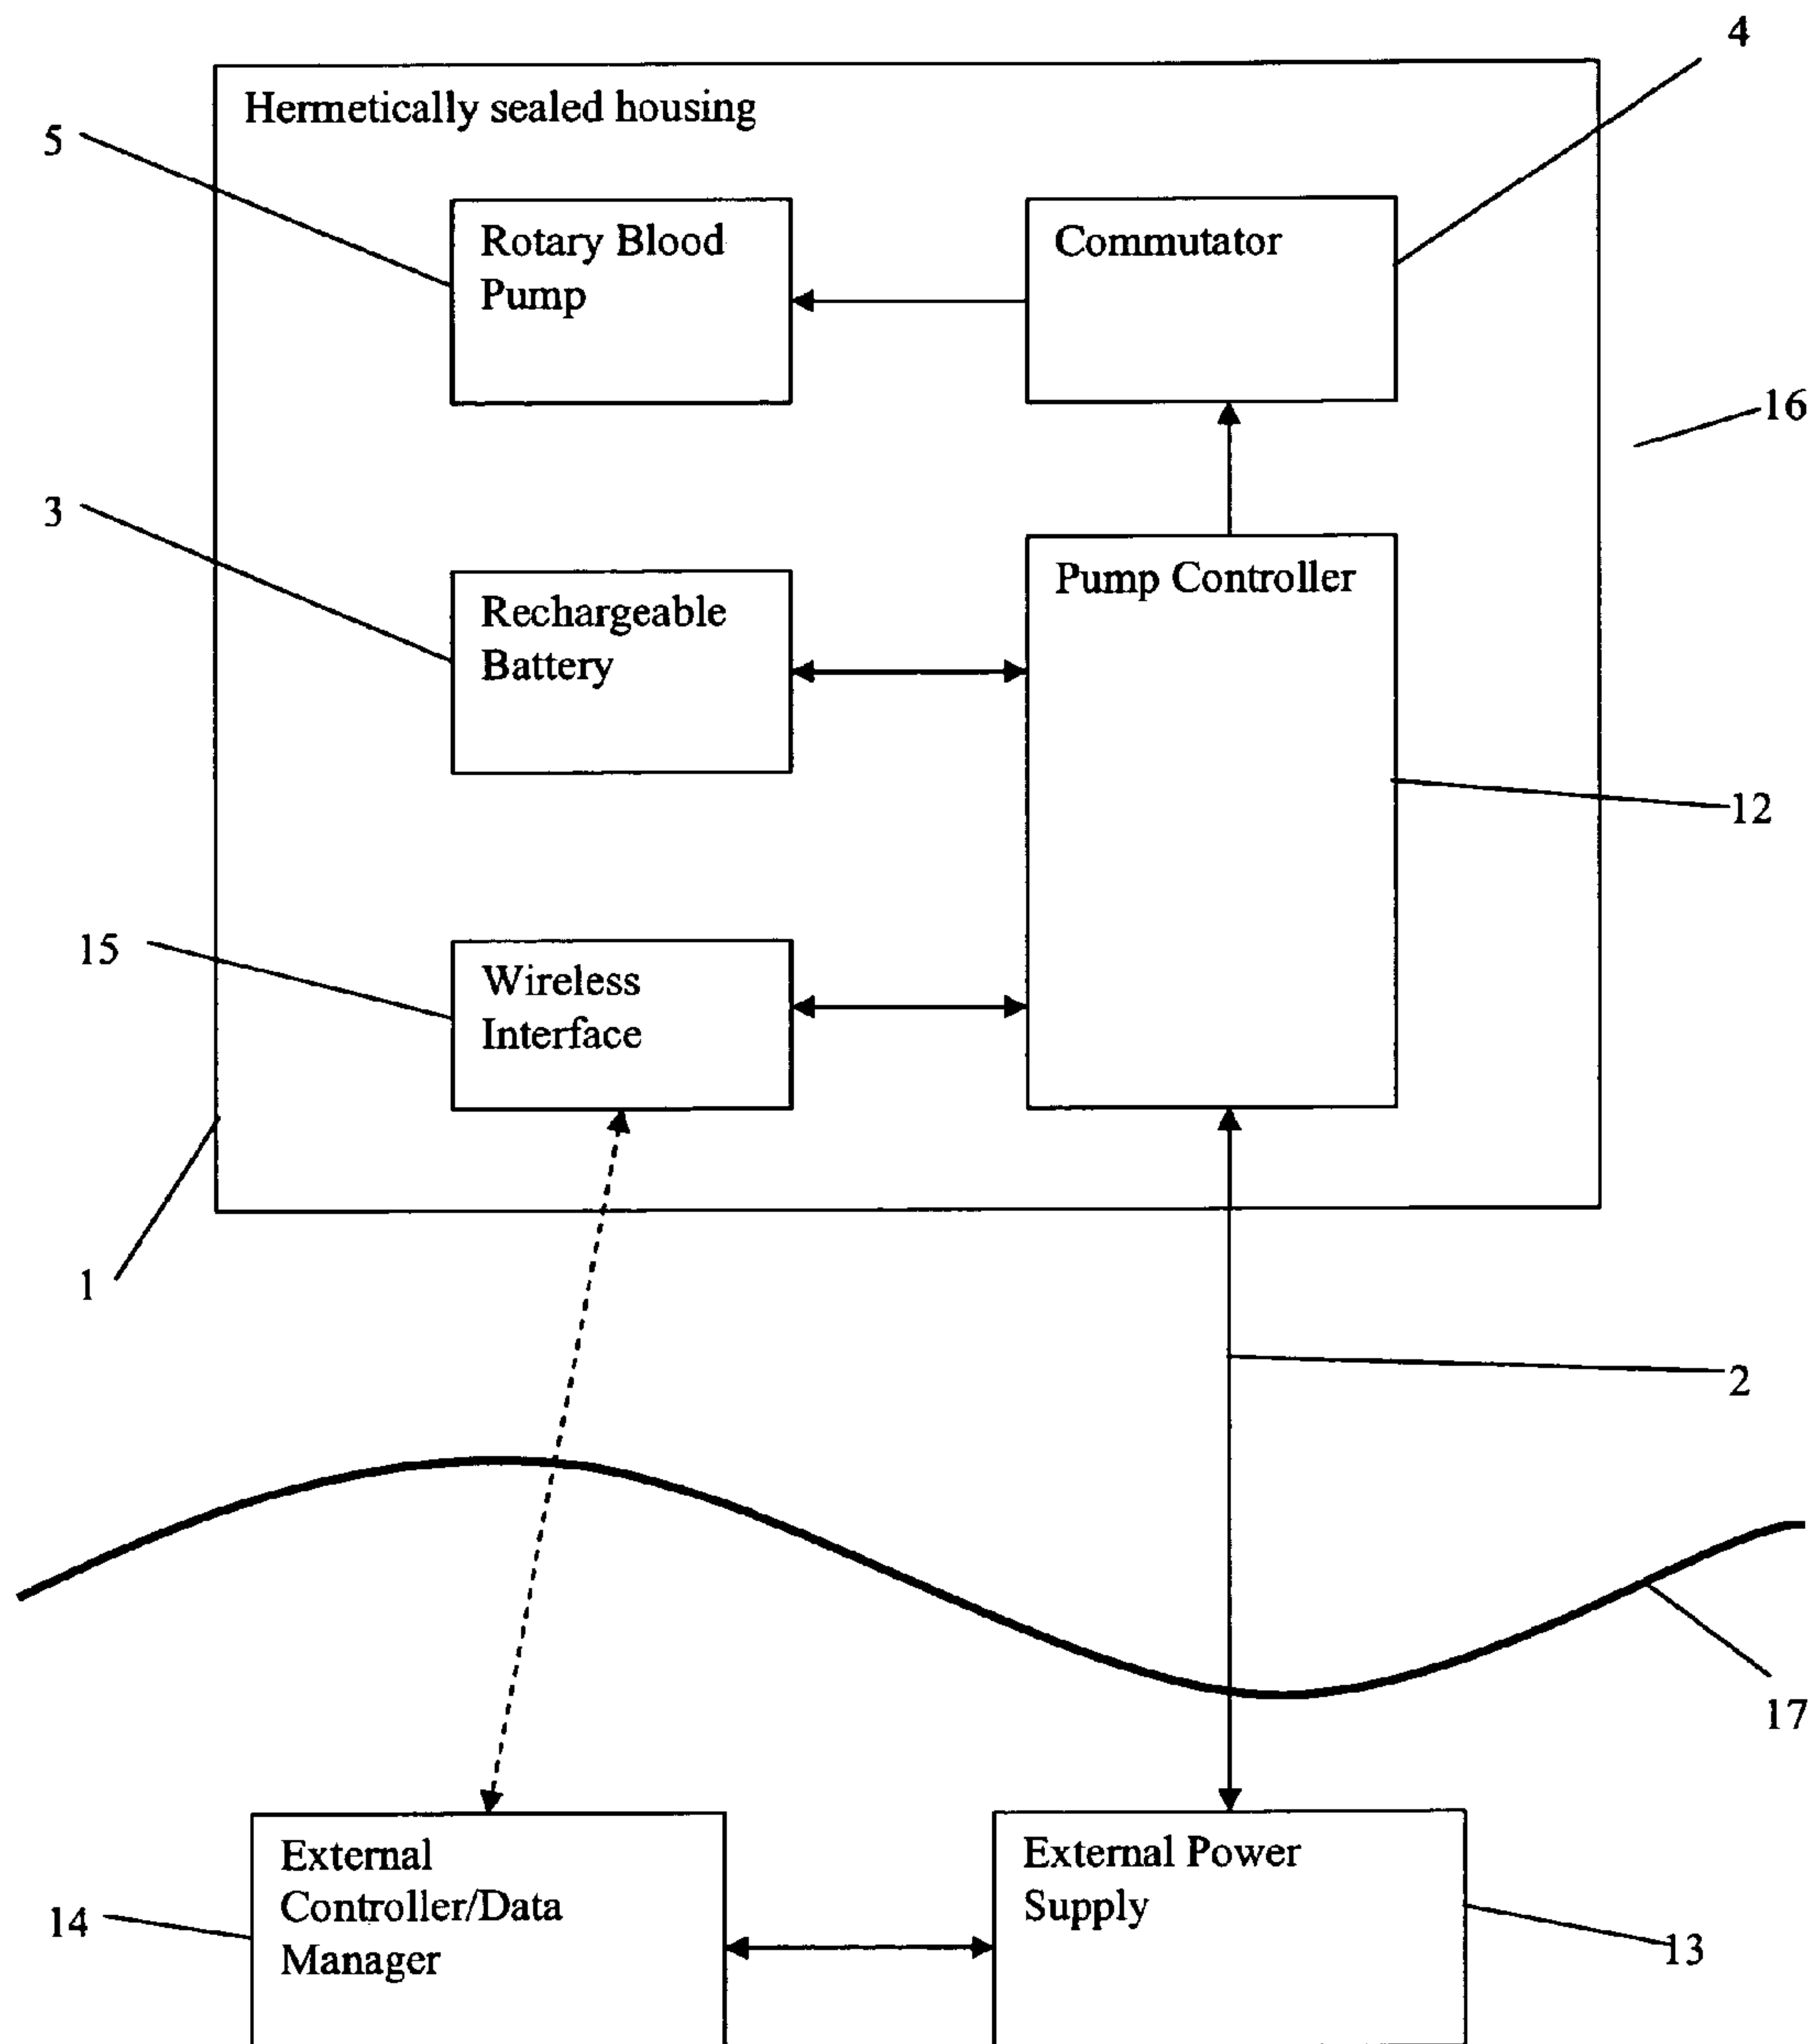 4
Hermetically sealed housing
5
Rotary Blood
Pump
Commutator
16
3
Rechargeable
Battery
Pump Controller
12
15
Wireless
Interface
1
2
17
External
Controller/Data
Manager
External Power
Supply
14
13